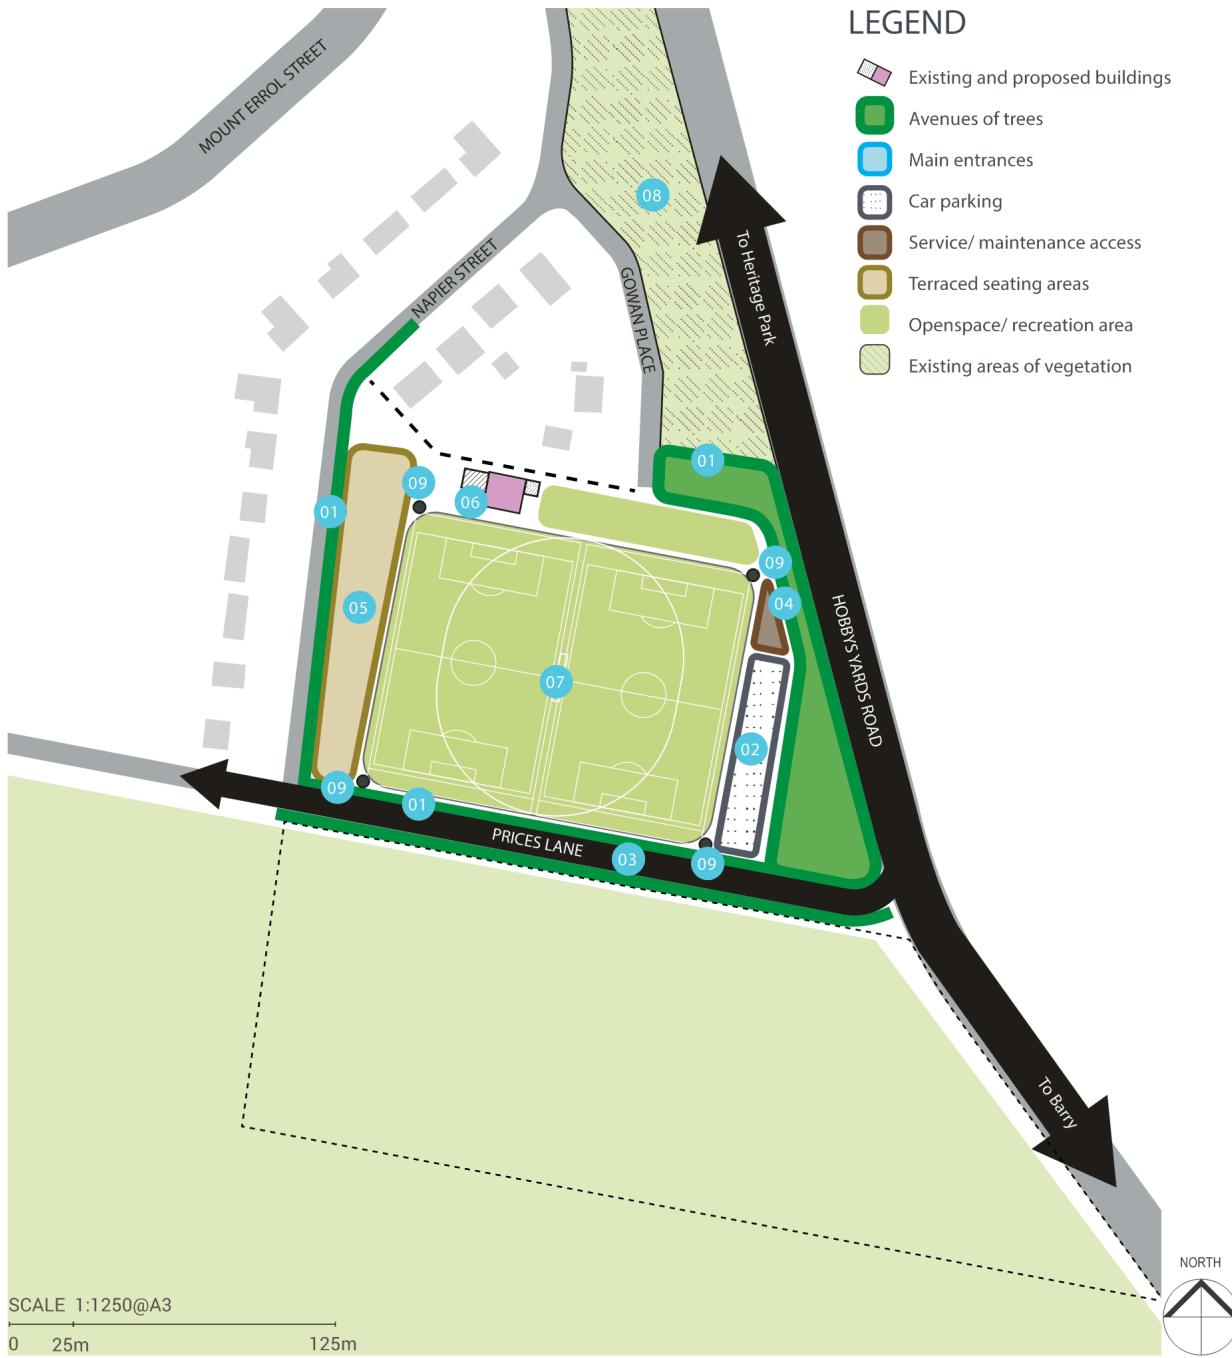 LEGEND
Existing and proposed buildings
Avenues of trees
Main entrances
Car parking
Service/ maintenance access
Terraced seating areas
Openspace/ recreation area
Existing areas of vegetation
MOUNT ERROL STREET
08
To Heritage Park
NAPIER STREET
GOWAN PLACE
01
09
06
01
09
04
05
HOBBYS YARDS ROAD
07
02
09
01
PRICES LANE
03
09
To Barry
NORTH
SCALE 1:1250@A3
0 25m 125m